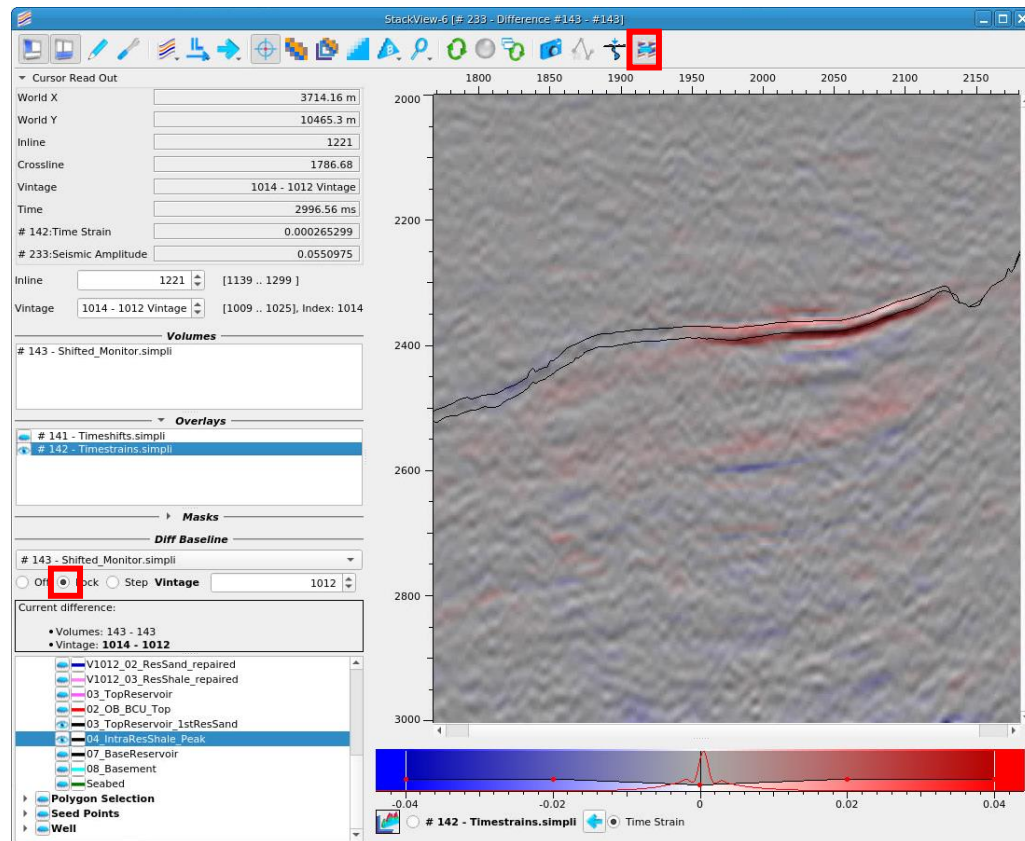 StackView-6 [# 233 - Difference #143 - #143]
Cursor Read Out
World X 3714.16 m
World Y 10465.3 m
Inline 1221
Crossline 1786.68
Vintage 1014 - 1012 Vintage
Time 2996.56 ms
# 142:Time Strain 0.000265299
# 233:Seismic Amplitude 0.0550975
Inline 1221 [1139 .. 1299 ]
Vintage 1014 - 1012 Vintage [1009 .. 1025], Index: 1014
Volumes
# 143 - Shifted_Monitor.simpli
Overlays
# 141 - Timeshifts.simpli
# 142 - Timestrains.simpli
Masks
Diff Baseline
# 143 - Shifted_Monitor.simpli
Step Vintage 1012
Current difference:
• Volumes: 143 - 143
• Vintage: 1014 - 1012
V1012_02_ResSand_repaired
V1012_03_ResShale_repaired
03_TopReservoir
02_OB_BCU_Top
03_TopReservoir_1stResSand
04_IntraResShale_Peak
07_BaseReservoir
08_Basement
Seabed
Polygon Selection
Seed Points
Well
1800 1850 1900 1950 2000 2050 2100 2150
2000
2200
2400
2600
2800
3000
-0.04 -0.02 0 0.02 0.04
# 142 - Timestrains.simpli Time Strain